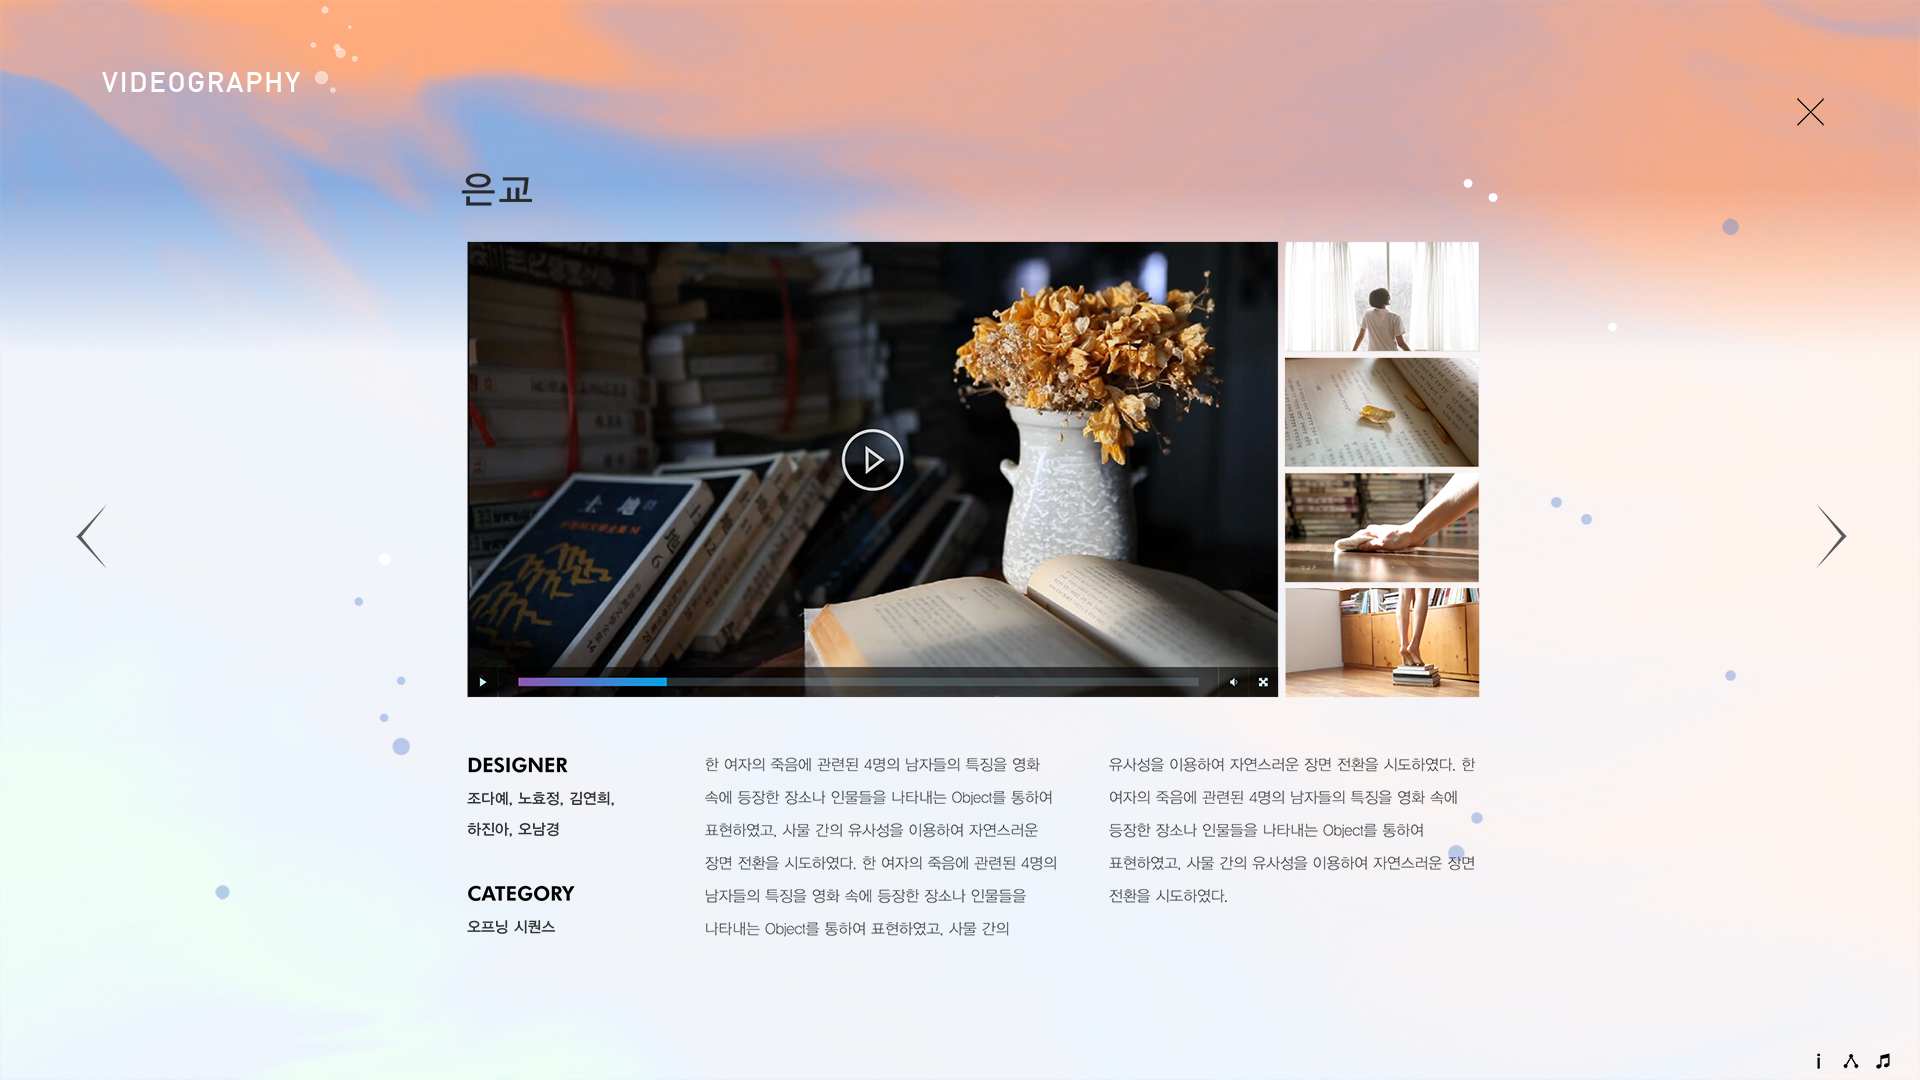 VIDEOGRAPHY
은교
土地 03
14
土地 6
12
DESIGNER
조다예, 노효정, 김연희,
하진아, 오남경
CATEGORY
오프닝 시퀀스
한 여자의 죽음에 관련된 4명의 남자들의 특징을 영화
속에 등장한 장소나 인물들을 나타내는 Object를 통하여
표현하였고, 사물 간의 유사성을 이용하여 자연스러운
장면 전환을 시도하였다. 한 여자의 죽음에 관련된 4명의
남자들의 특징을 영화 속에 등장한 장소나 인물들을
나타내는 Object를 통하여 표현하였고, 사물 간의
유사성을 이용하여 자연스러운 장면 전환을 시도하였다. 한
여자의 죽음에 관련된 4명의 남자들의 특징을 영화 속에
등장한 장소나 인물들을 나타내는 Object를 통하여
표현하였고, 사물 간의 유사성을 이용하여 자연스러운 장면
전환을 시도하였다.
i